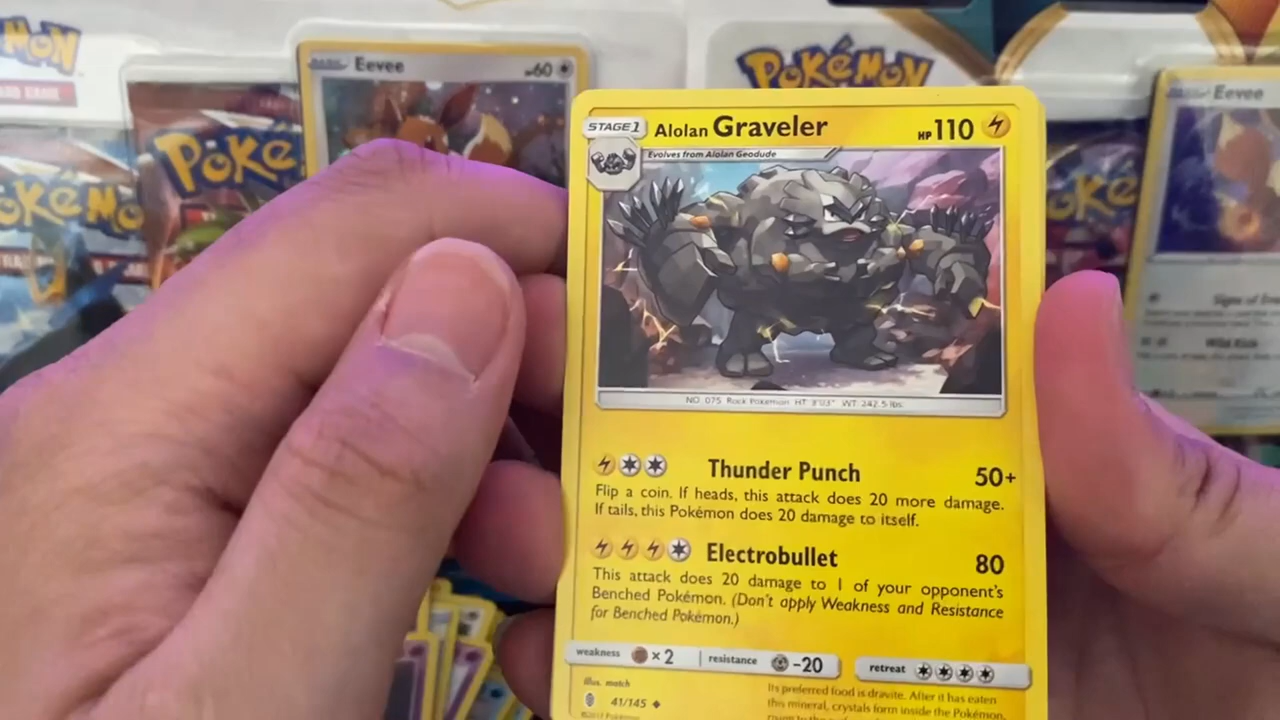 MON
BASIC Eevee HP60
POKÉMON
Eevee
POKÉ
STAGE 1 Alolan Graveler HP 110
Evolves from Alolan Geodude
NO. 075 Rock Pokémon HT 3'03" WT 242.5 lbs.
Thunder Punch 50+
Flip a coin. If heads, this attack does 20 more damage.
If tails, this Pokémon does 20 damage to itself.
Electrobullet 80
This attack does 20 damage to 1 of your opponent's
Benched Pokémon. (Don't apply Weakness and Resistance
for Benched Pokémon.)
weakness ×2 resistance -20 retreat
illus. match
41/145
©2017 Pokémon
Its preferred food is dravite. After it has eaten
this mineral, crystals form inside the Pokémon,
Wild Kick